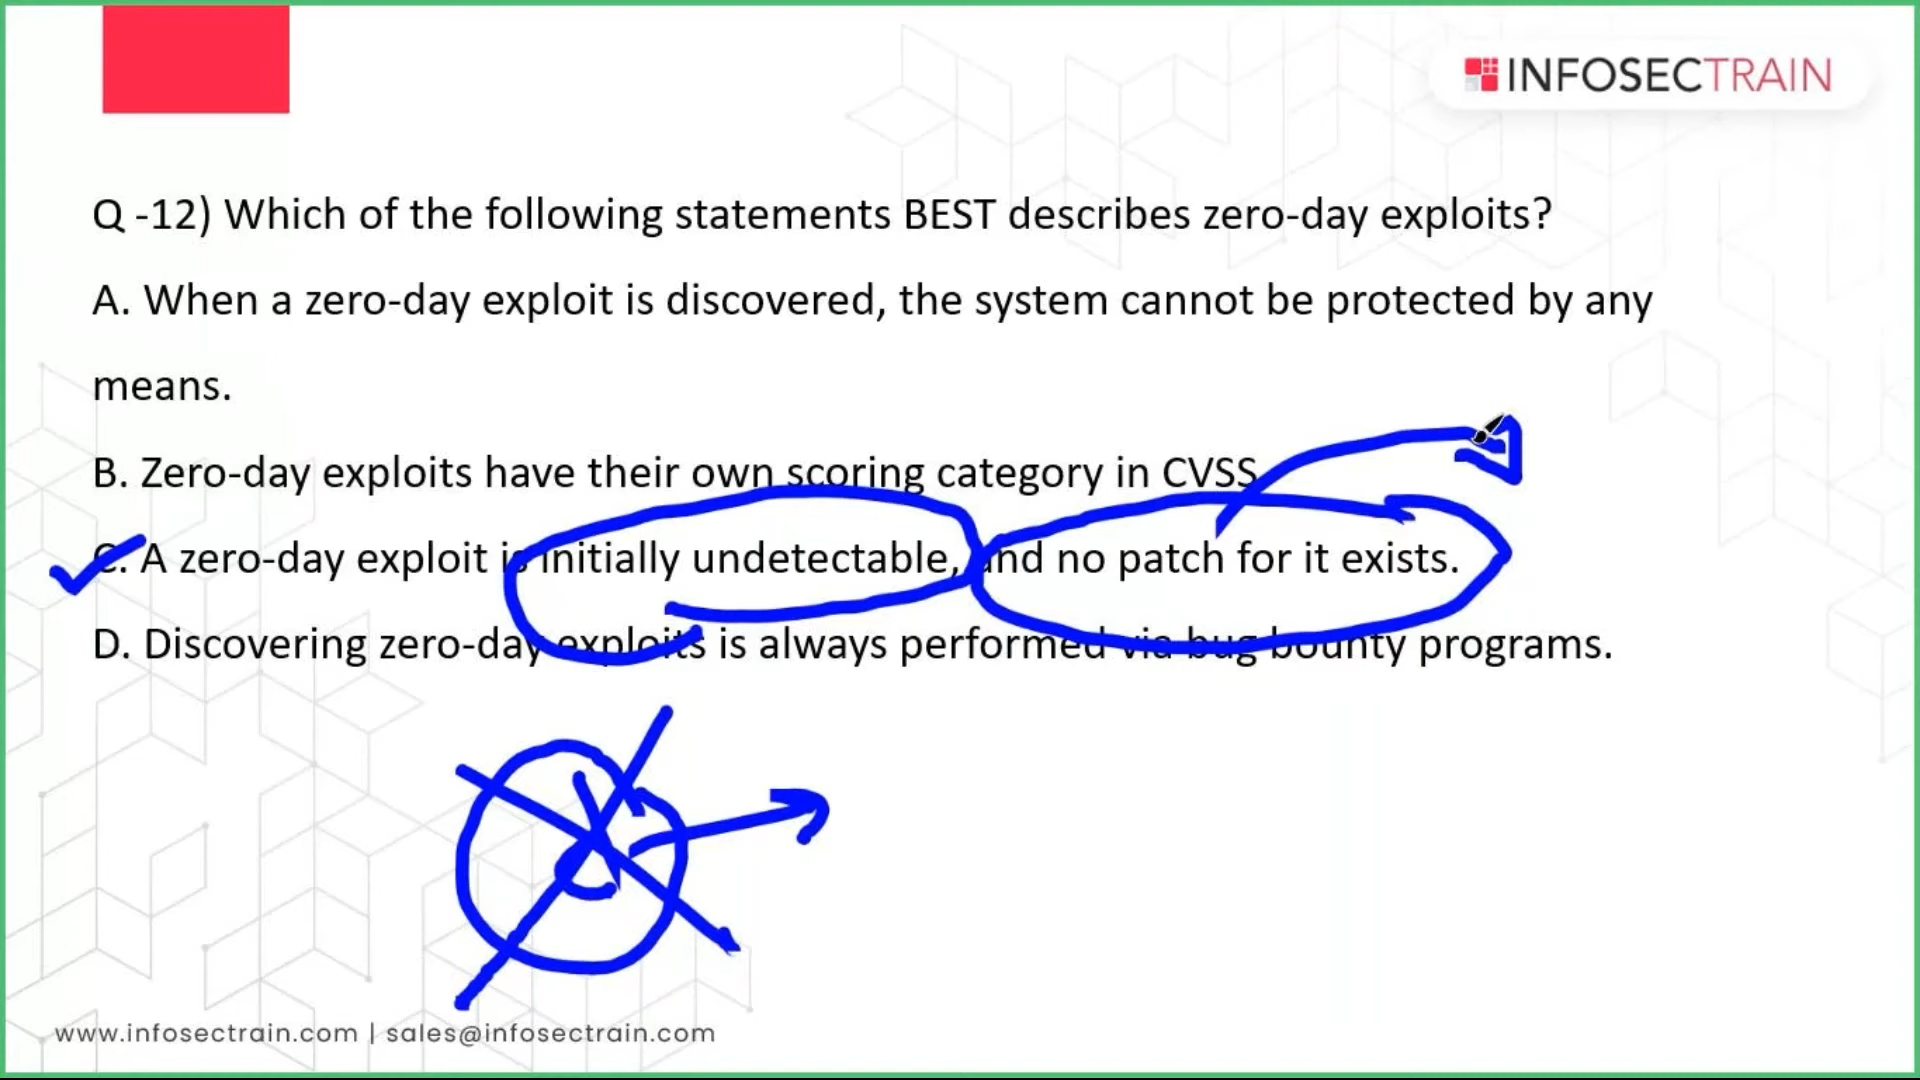 INFOSECTRAIN
Q -12) Which of the following statements BEST describes zero-day exploits?
A. When a zero-day exploit is discovered, the system cannot be protected by any
means.
B. Zero-day exploits have their own scoring category in CVSS.
C. A zero-day exploit is initially undetectable, and no patch for it exists.
D. Discovering zero-day exploits is always performed via bug bounty programs.
www.infosectrain.com | sales@infosectrain.com